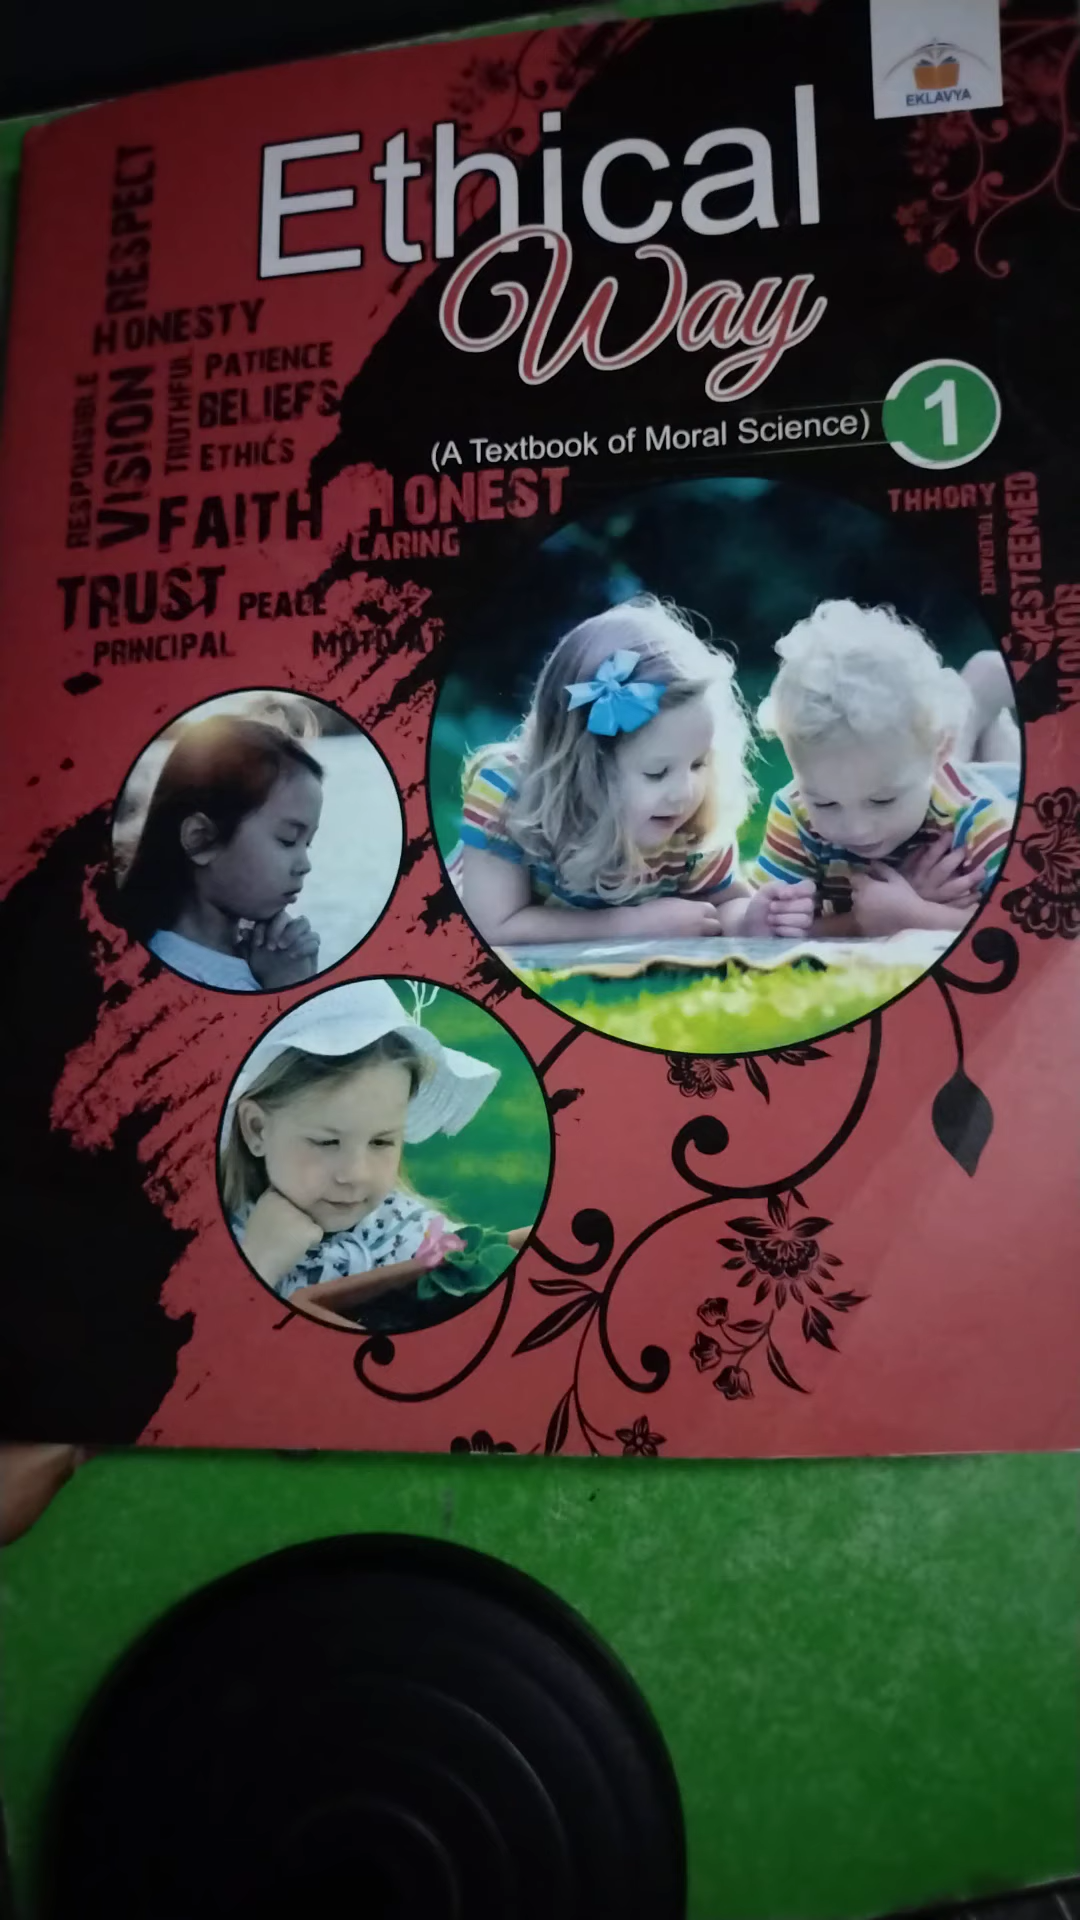 EKLAVYA
Ethical
Way
(A Textbook of Moral Science) 1
RESPECT
HONESTY
RESPONSIBLE
VISION
TRUTHFUL
PATIENCE
BELIEFS
ETHICS
FAITH
HONEST
CARING
TRUST
PEACE
PRINCIPAL
MOTIVAT
THHORY
TOLERANCE
ESTEEMED
HONOR